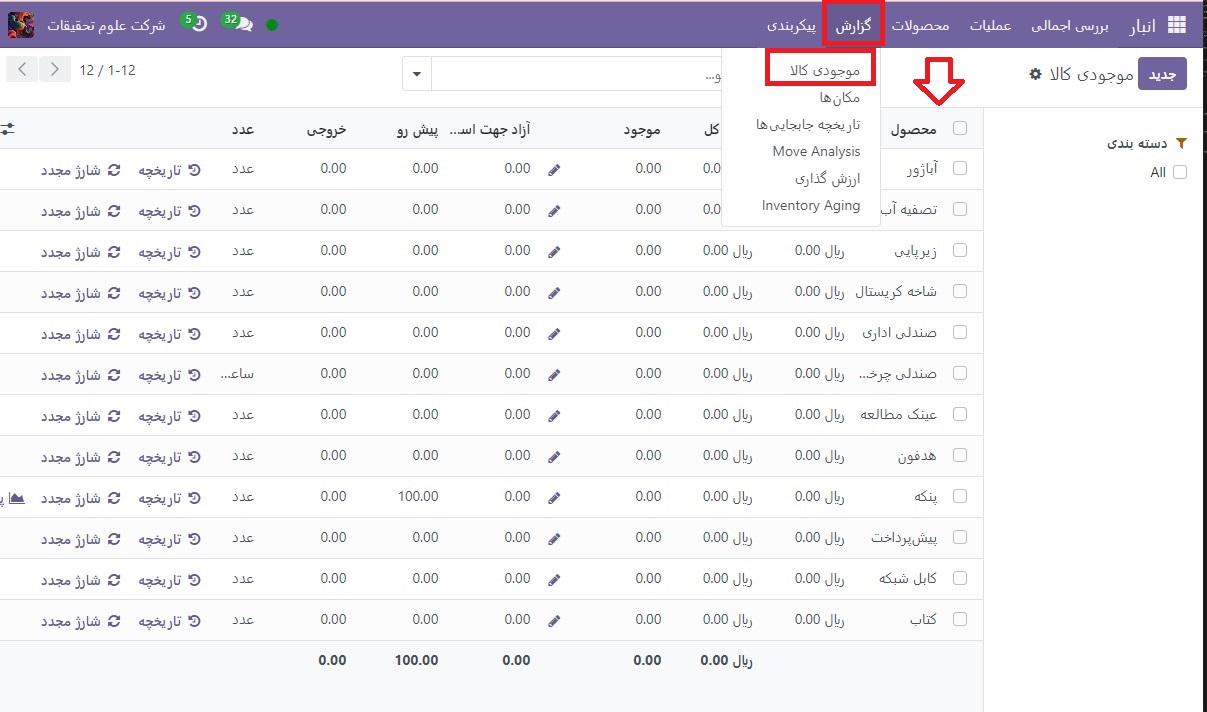 انبار بررسی اجمالی عملیات محصولات گزارش پیکربندی 32 5 شرکت علوم تحقیقات
جدید موجودی کالا 12 / 1-12
موجودی کالا
مکان‌ها
تاریخچه جابجایی‌ها
Move Analysis
ارزش گذاری
Inventory Aging
دسته بندی
All
محصول کل موجود آزاد جهت اس... پیش رو خروجی عدد
آباژور 0.00 0.00 0.00 0.00 عدد تاریخچه شارژ مجدد
تصفیه آب 0.00 0.00 0.00 0.00 عدد تاریخچه شارژ مجدد
زیرپایی ریال 0.00 ریال 0.00 0.00 0.00 0.00 0.00 عدد تاریخچه شارژ مجدد
شاخه کریستال ریال 0.00 ریال 0.00 0.00 0.00 0.00 0.00 عدد تاریخچه شارژ مجدد
صندلی اداری ریال 0.00 ریال 0.00 0.00 0.00 0.00 0.00 عدد تاریخچه شارژ مجدد
صندلی چرخ... ریال 0.00 ریال 0.00 0.00 0.00 0.00 0.00 ساع... تاریخچه شارژ مجدد
عینک مطالعه ریال 0.00 ریال 0.00 0.00 0.00 0.00 0.00 عدد تاریخچه شارژ مجدد
هدفون ریال 0.00 ریال 0.00 0.00 0.00 0.00 0.00 عدد تاریخچه شارژ مجدد
پنکه ریال 0.00 ریال 0.00 0.00 0.00 100.00 0.00 عدد تاریخچه شارژ مجدد
پیش‌پرداخت ریال 0.00 ریال 0.00 0.00 0.00 0.00 0.00 عدد تاریخچه شارژ مجدد
کابل شبکه ریال 0.00 ریال 0.00 0.00 0.00 0.00 0.00 عدد تاریخچه شارژ مجدد
کتاب ریال 0.00 ریال 0.00 0.00 0.00 0.00 0.00 عدد تاریخچه شارژ مجدد
ریال 0.00 0.00 0.00 100.00 0.00